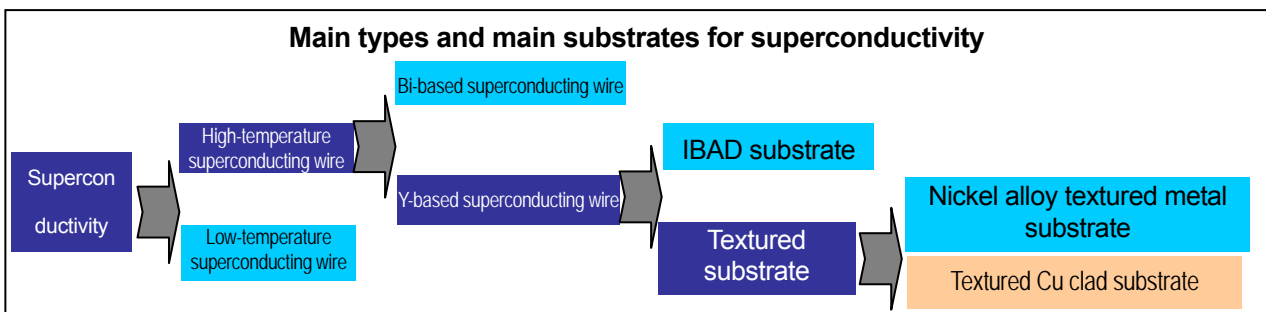 Main types and main substrates for superconductivity
Bi-based superconducting wire
High-temperature
superconducting wire
IBAD substrate
Supercon
ductivity
Y-based superconducting wire
Nickel alloy textured metal
substrate
Low-temperature
superconducting wire
Textured
substrate
Textured Cu clad substrate